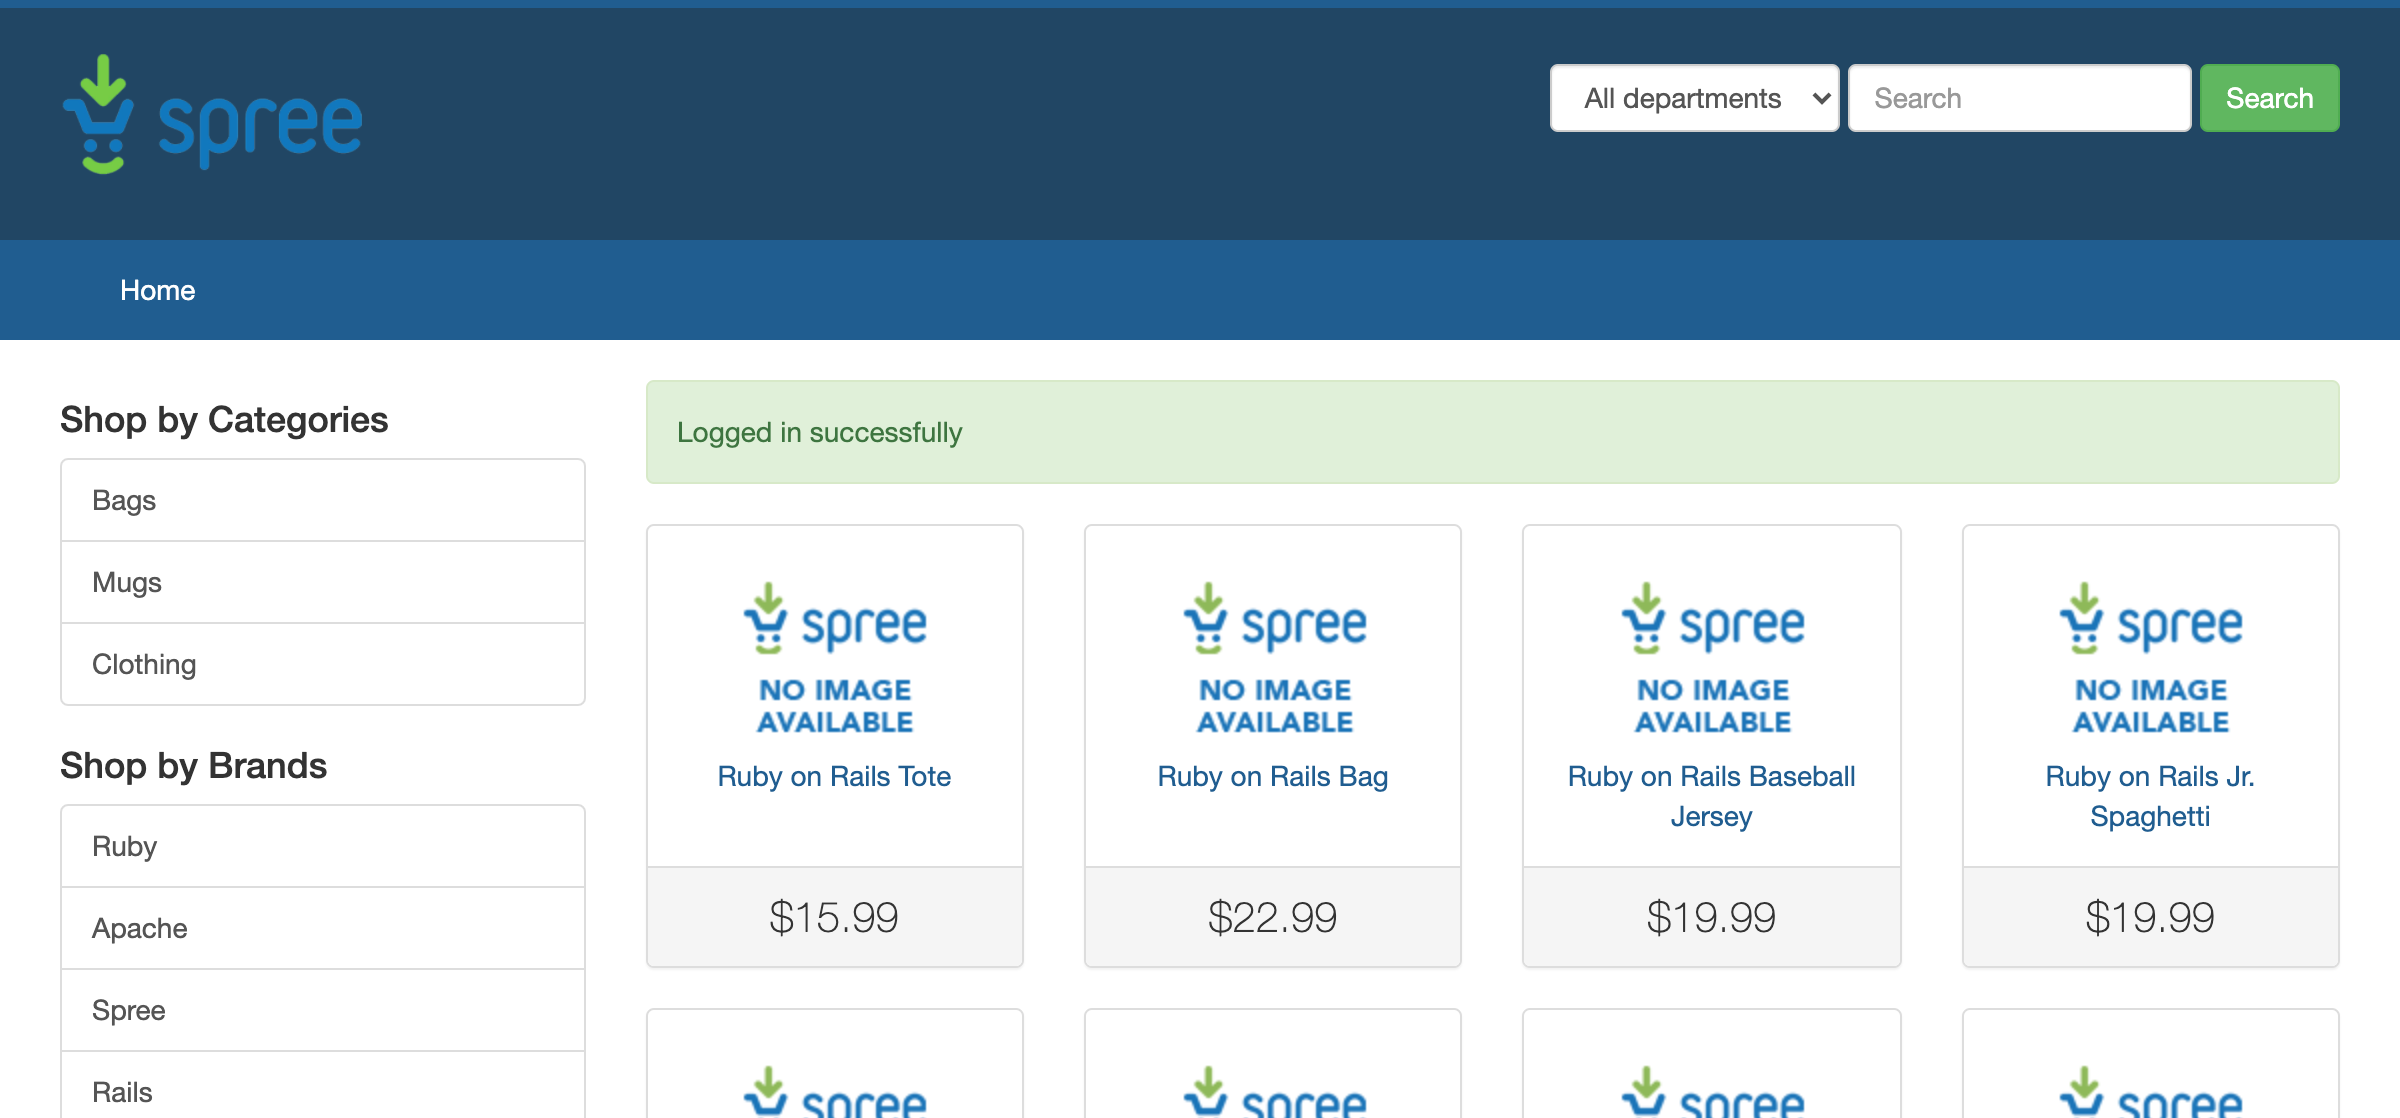 spree
All departments
Search
Search
Home
Shop by Categories
Bags
Mugs
Clothing
Shop by Brands
Ruby
Apache
Spree
Rails
Logged in successfully
spree
NO IMAGE
AVAILABLE
Ruby on Rails Tote
$15.99
spree
NO IMAGE
AVAILABLE
Ruby on Rails Bag
$22.99
spree
NO IMAGE
AVAILABLE
Ruby on Rails Baseball
Jersey
$19.99
spree
NO IMAGE
AVAILABLE
Ruby on Rails Jr.
Spaghetti
$19.99
spree
spree
spree
spree